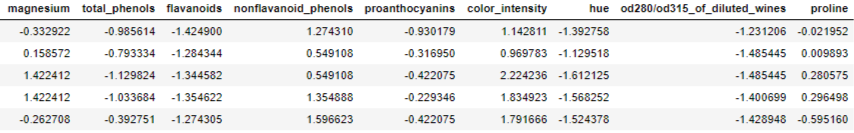 magnesium total_phenols flavanoids nonflavanoid_phenols proanthocyanins color_intensity hue od280/od315_of_diluted_wines proline
-0.332922 -0.985614 -1.424900 1.274310 -0.930179 1.142811 -1.392758 -1.231206 -0.021952
0.158572 -0.793334 -1.284344 0.549108 -0.316950 0.969783 -1.129518 -1.485445 0.009893
1.422412 -1.129824 -1.344582 0.549108 -0.422075 2.224236 -1.612125 -1.485445 0.280575
1.422412 -1.033684 -1.354622 1.354888 -0.229346 1.834923 -1.568252 -1.400699 0.296498
-0.262708 -0.392751 -1.274305 1.596623 -0.422075 1.791666 -1.524378 -1.428948 -0.595160